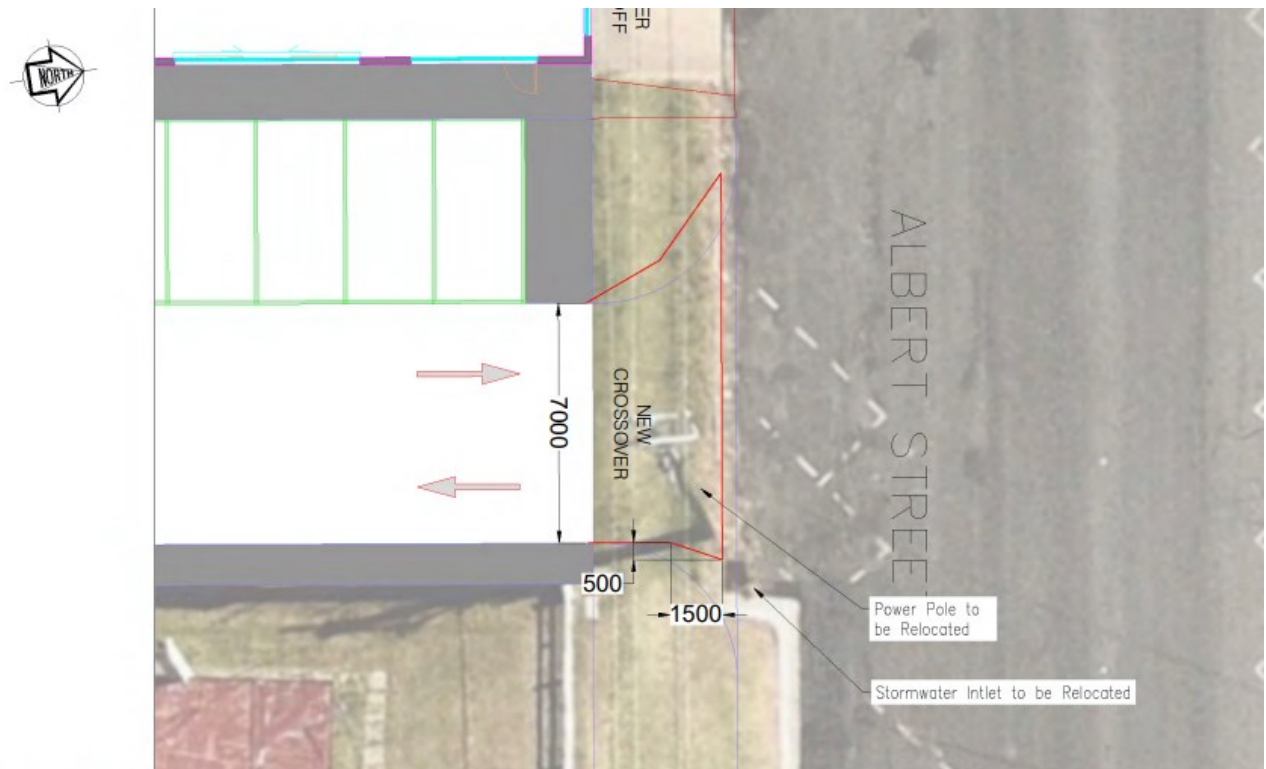 NORTH
ER
OFF
ALBERT STREE
7000
NEW
CROSSOVER
500
1500
Power Pole to
be Relocated
Stormwater Intlet to be Relocated